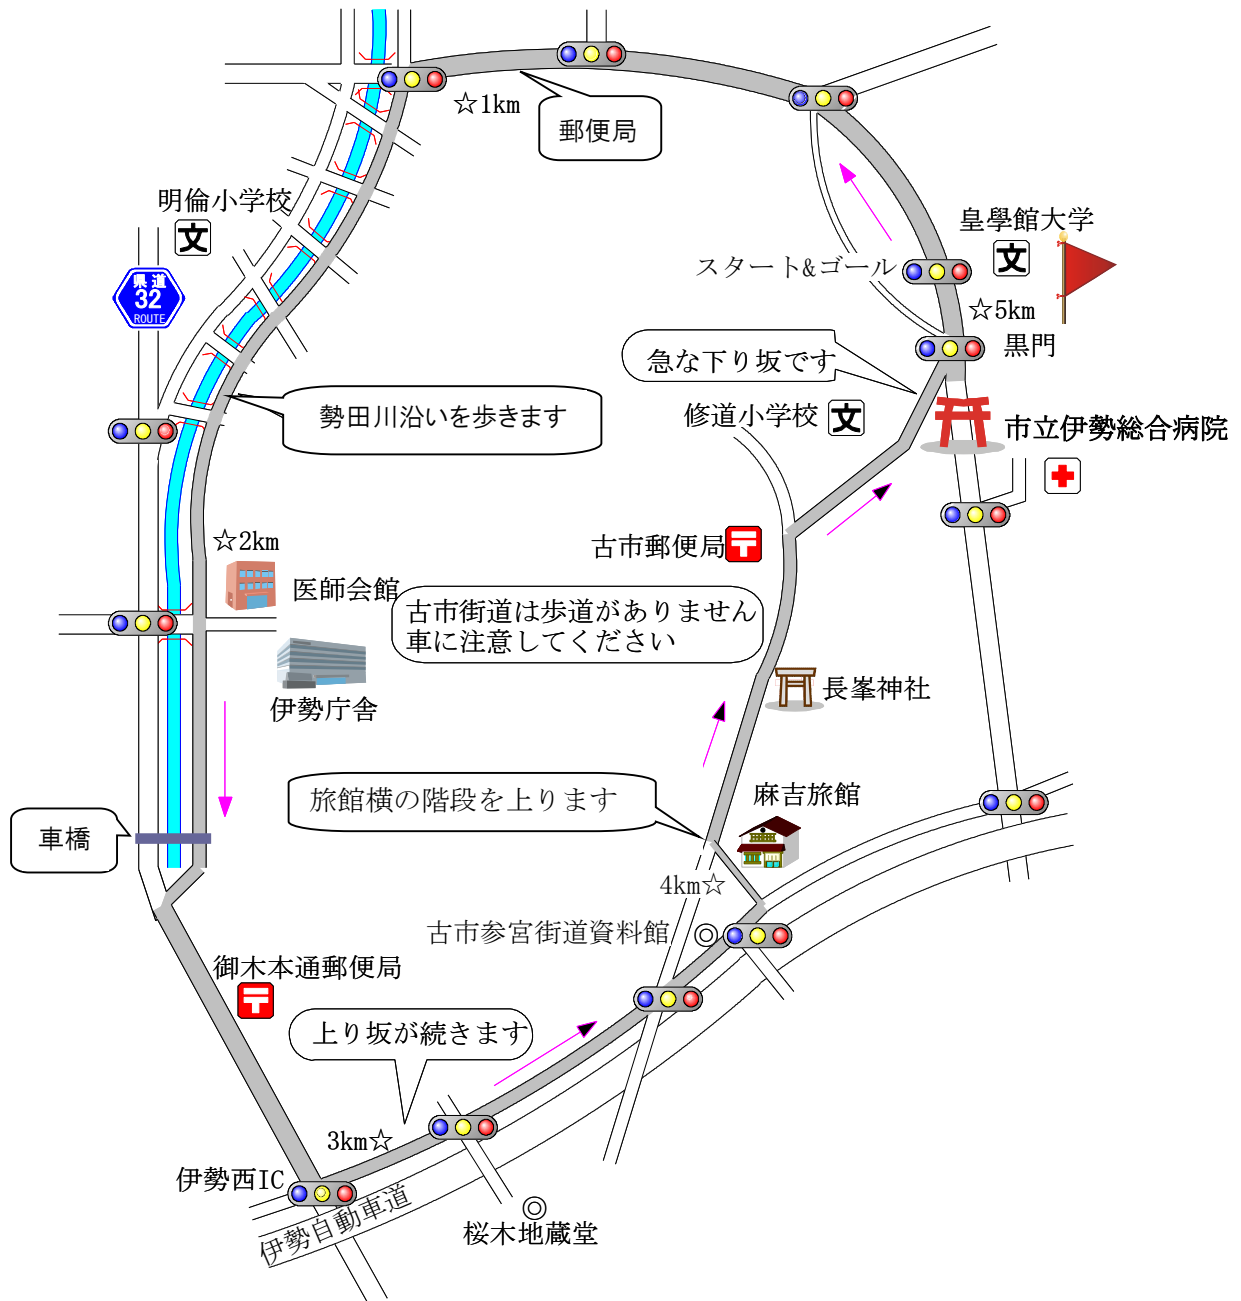 ☆1km
郵便局
明倫小学校
文
皇學館大学
文
県道
32
ROUTE
スタート&ゴール
☆5km
黒門
急な下り坂です
勢田川沿いを歩きます
修道小学校
文
市立伊勢総合病院
☆2km
古市郵便局
医師会館
古市街道は歩道がありません
車に注意してください
長峯神社
伊勢庁舎
旅館横の階段を上ります
麻吉旅館
車橋
4km☆
古市参宮街道資料館
御木本通郵便局
上り坂が続きます
3km☆
伊勢西IC
伊勢自動車道
桜木地蔵堂